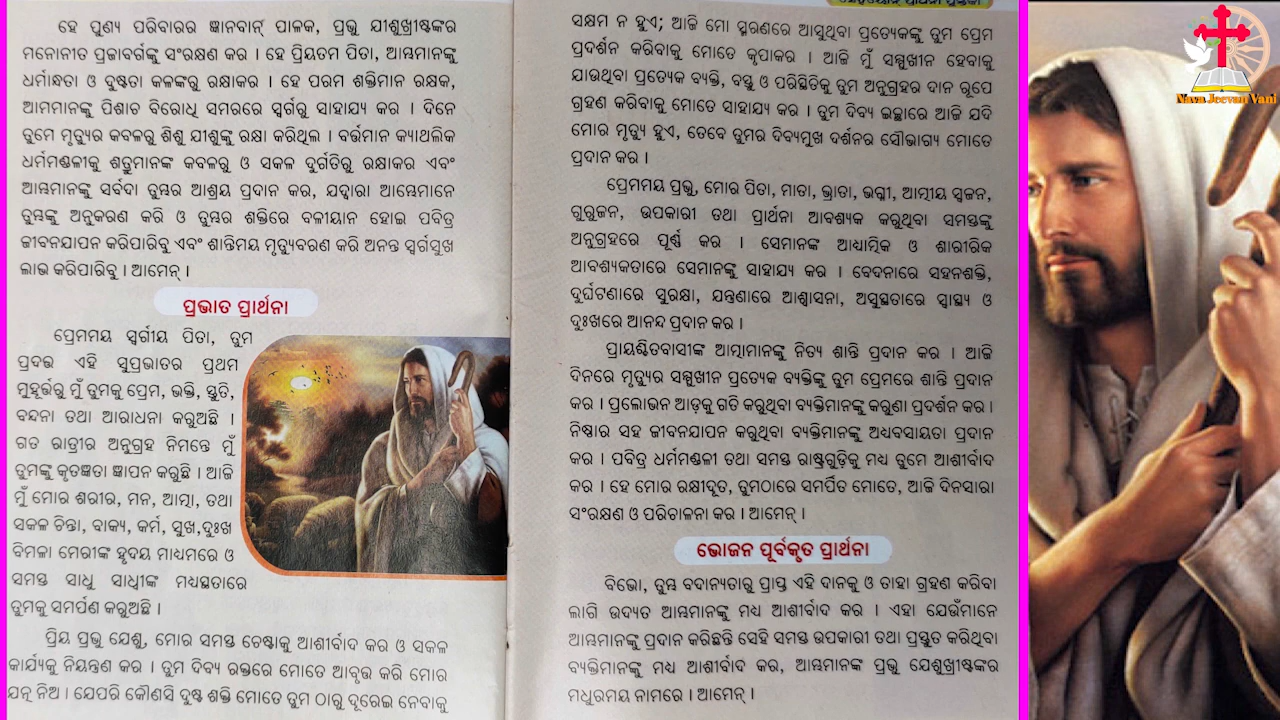 ହେ ପୁଣ୍ୟ ପରିବାରର ଜ୍ଞାନବାନ୍ ପାଳକ, ପ୍ରଭୁ ଯୀଶୁଖ୍ରୀଷ୍ଟଙ୍କର
ମନୋନୀତ ପ୍ରଜାବର୍ଗଙ୍କୁ ସଂରକ୍ଷଣ କର । ହେ ପ୍ରିୟତମ ପିତା, ଆମ୍ଭମାନଙ୍କୁ
ଧର୍ମାନ୍ଧତା ଓ ଦୁଷ୍ଟତା କଳଙ୍କରୁ ରକ୍ଷାକର । ହେ ପରମ ଶକ୍ତିମାନ ରକ୍ଷକ,
ଆମମାନଙ୍କୁ ପିଶାଚ ବିରୋଧି ସମରରେ ସ୍ୱର୍ଗରୁ ସାହାଯ୍ୟ କର । ଦିନେ
ତୁମେ ମୃତ୍ୟୁର କବଳରୁ ଶିଶୁ ଯୀଶୁଙ୍କୁ ରକ୍ଷା କରିଥିଲ । ବର୍ତ୍ତମାନ କ୍ୟାଥଲିକ
ଧର୍ମମଣ୍ଡଳୀକୁ ଶତ୍ରୁମାନଙ୍କ କବଳରୁ ଓ ସକଳ ଦୁର୍ଗତିରୁ ରକ୍ଷାକର ଏବଂ
ଆମ୍ଭମାନଙ୍କୁ ସର୍ବଦା ତୁମ୍ଭର ଆଶ୍ରୟ ପ୍ରଦାନ କର, ଯଦ୍ୱାରା ଆମ୍ଭେମାନେ
ତୁମ୍ଭଙ୍କୁ ଅନୁକରଣ କରି ଓ ତୁମ୍ଭର ଶକ୍ତିରେ ବଳୀୟାନ ହୋଇ ପବିତ୍ର
ଜୀବନଯାପନ କରିପାରିବୁ ଏବଂ ଶାନ୍ତିମୟ ମୃତ୍ୟୁବରଣ କରି ଅନନ୍ତ ସ୍ୱର୍ଗସୁଖ
ଲାଭ କରିପାରିବୁ । ଆମେନ୍ ।
ପ୍ରଭାତ ପ୍ରାର୍ଥନା
ପ୍ରେମମୟ ସ୍ୱର୍ଗୀୟ ପିତା, ତୁମ
ପ୍ରଦତ୍ତ ଏହି ସୁପ୍ରଭାତର ପ୍ରଥମ
ମୁହୂର୍ତ୍ତରୁ ମୁଁ ତୁମକୁ ପ୍ରେମ, ଭକ୍ତି, ସ୍ତୁତି,
ବନ୍ଦନା ତଥା ଆରାଧନା କରୁଅଛି ।
ଗତ ରାତ୍ରୀର ଅନୁଗ୍ରହ ନିମନ୍ତେ ମୁଁ
ତୁମଙ୍କୁ କୃତଜ୍ଞତା ଜ୍ଞାପନ କରୁଛି । ଆଜି
ମୁଁ ମୋର ଶରୀର, ମନ, ଆତ୍ମା, ତଥା
ସକଳ ଚିନ୍ତା, ବାକ୍ୟ, କର୍ମ, ସୁଖ,ଦୁଃଖ
ବିମଳା ମେରୀଙ୍କ ହୃଦୟ ମାଧ୍ୟମରେ ଓ
ସମସ୍ତ ସାଧୁ ସାଧ୍ୱୀଙ୍କ ମଧ୍ୟସ୍ଥତାରେ
ତୁମକୁ ସମର୍ପଣ କରୁଅଛି ।
ପ୍ରିୟ ପ୍ରଭୁ ଯେଶୁ, ମୋର ସମସ୍ତ ଚେଷ୍ଟାକୁ ଆଶୀର୍ବାଦ କର ଓ ସକଳ
କାର୍ଯ୍ୟକୁ ନିୟନ୍ତ୍ରଣ କର । ତୁମ ଦିବ୍ୟ ରକ୍ତରେ ମୋତେ ଆବୃତ୍ତ କରି ମୋର
ଯତ୍ନ ନିଅ । ଯେପରି କୌଣସି ଦୁଷ୍ଟ ଶକ୍ତି ମୋତେ ତୁମ ଠାରୁ ଦୂରେଇ ନେବାକୁ
ସକ୍ଷମ ନ ହୁଏ; ଆଜି ମୋ ସ୍ମରଣରେ ଆସୁଥିବା ପ୍ରତ୍ୟେକଙ୍କୁ ତୁମ ପ୍ରେମ
ପ୍ରଦର୍ଶନ କରିବାକୁ ମୋତେ କୃପାକର । ଆଜି ମୁଁ ସମ୍ମୁଖୀନ ହେବାକୁ
ଯାଉଥିବା ପ୍ରତ୍ୟେକ ବ୍ୟକ୍ତି, ବସ୍ତୁ ଓ ପରିସ୍ଥିତିକୁ ତୁମ ଅନୁଗ୍ରହର ଦାନ ରୂପେ
ଗ୍ରହଣ କରିବାକୁ ମୋତେ ସାହାଯ୍ୟ କର । ତୁମ ଦିବ୍ୟ ଇଚ୍ଛାରେ ଆଜି ଯଦି
ମୋର ମୃତ୍ୟୁ ହୁଏ, ତେବେ ତୁମର ଦିବ୍ୟମୁଖ ଦର୍ଶନର ସୌଭାଗ୍ୟ ମୋତେ
ପ୍ରଦାନ କର ।
ପ୍ରେମମୟ ପ୍ରଭୁ, ମୋର ପିତା, ମାତା, ଭ୍ରାତା, ଭଗ୍ନୀ, ଆତ୍ମୀୟ ସ୍ୱଜନ,
ଗୁରୁଜନ, ଉପକାରୀ ତଥା ପ୍ରାର୍ଥନା ଆବଶ୍ୟକ କରୁଥିବା ସମସ୍ତଙ୍କୁ
ଅନୁଗ୍ରହରେ ପୂର୍ଣ୍ଣ କର । ସେମାନଙ୍କ ଆଧ୍ୟାତ୍ମିକ ଓ ଶାରୀରିକ
ଆବଶ୍ୟକତାରେ ସେମାନଙ୍କୁ ସାହାଯ୍ୟ କର । ବେଦନାରେ ସହନଶକ୍ତି,
ଦୁର୍ଘଟଣାରେ ସୁରକ୍ଷା, ଯନ୍ତ୍ରଣାରେ ଆଶ୍ୱାସନା, ଅସୁସ୍ଥତାରେ ସ୍ୱାସ୍ଥ୍ୟ ଓ
ଦୁଃଖରେ ଆନନ୍ଦ ପ୍ରଦାନ କର ।
ପ୍ରାୟଶ୍ଚିତବାସୀଙ୍କ ଆତ୍ମାମାନଙ୍କୁ ନିତ୍ୟ ଶାନ୍ତି ପ୍ରଦାନ କର । ଆଜି
ଦିନରେ ମୃତ୍ୟୁର ସମ୍ମୁଖୀନ ପ୍ରତ୍ୟେକ ବ୍ୟକ୍ତିଙ୍କୁ ତୁମ ପ୍ରେମରେ ଶାନ୍ତି ପ୍ରଦାନ
କର । ପ୍ରଲୋଭନ ଆଡ଼କୁ ଗତି କରୁଥିବା ବ୍ୟକ୍ତିମାନଙ୍କୁ କରୁଣା ପ୍ରଦର୍ଶନ କର ।
ନିଷ୍ଠାର ସହ ଜୀବନଯାପନ କରୁଥିବା ବ୍ୟକ୍ତିମାନଙ୍କୁ ଅଧ୍ୟବସାୟତା ପ୍ରଦାନ
କର । ପବିତ୍ର ଧର୍ମମଣ୍ଡଳୀ ତଥା ସମସ୍ତ ରାଷ୍ଟ୍ରଗୁଡ଼ିକୁ ମଧ୍ୟ ତୁମେ ଆଶୀର୍ବାଦ
କର । ହେ ମୋର ରକ୍ଷୀଦୂତ, ତୁମଠାରେ ସମର୍ପିତ ମୋତେ, ଆଜି ଦିନସାରା
ସଂରକ୍ଷଣ ଓ ପରିଚାଳନା କର । ଆମେନ୍ ।
ଭୋଜନ ପୂର୍ବକୃତ ପ୍ରାର୍ଥନା
ବିଭୋ, ତୁମ୍ଭ ବଦାନ୍ୟତାରୁ ପ୍ରାପ୍ତ ଏହି ଦାନକୁ ଓ ତାହା ଗ୍ରହଣ କରିବା
ଲାଗି ଉଦ୍ୟତ ଆମ୍ଭମାନଙ୍କୁ ମଧ୍ୟ ଆଶୀର୍ବାଦ କର । ଏହା ଯେଉଁମାନେ
ଆମ୍ଭମାନଙ୍କୁ ପ୍ରଦାନ କରିଛନ୍ତି ସେହି ସମସ୍ତ ଉପକାରୀ ତଥା ପ୍ରସ୍ତୁତ କରିଥିବା
ବ୍ୟକ୍ତିମାନଙ୍କୁ ମଧ୍ୟ ଆଶୀର୍ବାଦ କର, ଆମ୍ଭମାନଙ୍କ ପ୍ରଭୁ ଯେଶୁଖ୍ରୀଷ୍ଟଙ୍କର
ମଧୁରମୟ ନାମରେ । ଆମେନ୍ ।
Nava Jeevan Vani